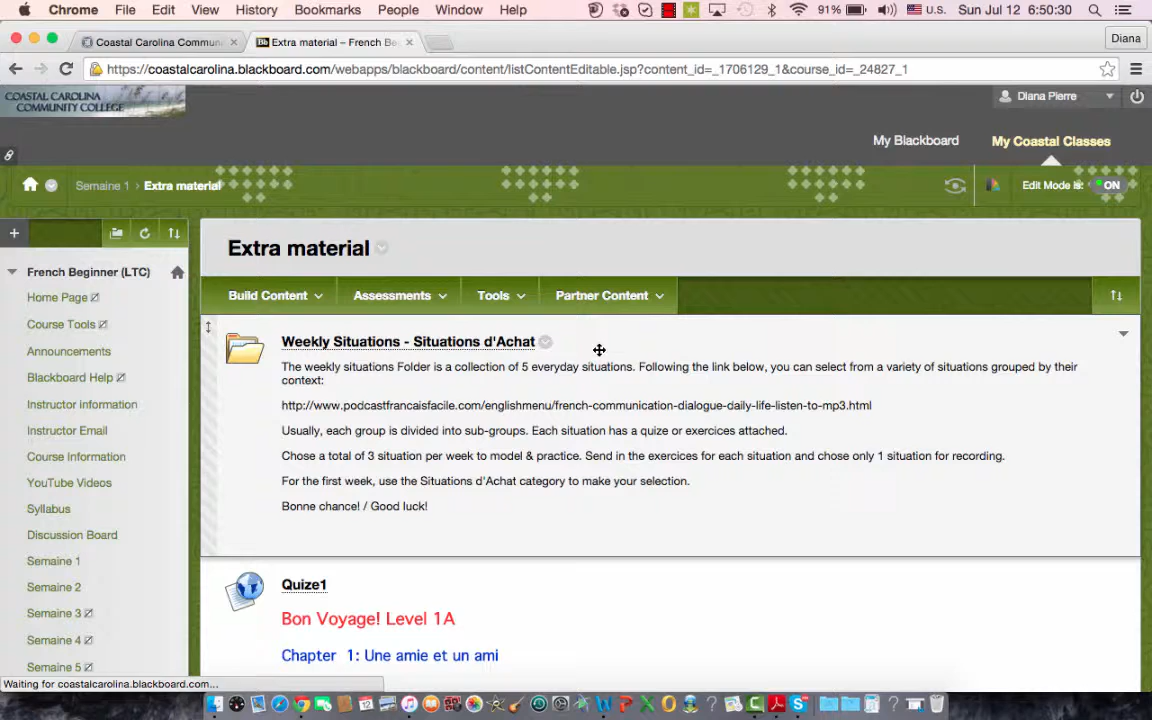 Chrome File Edit View History Bookmarks People Window Help 91% U.S. Sun Jul 12 6:50:30
Coastal Carolina Commun
Extra material – French Be
Diana
https://coastalcarolina.blackboard.com/webapps/blackboard/content/listContentEditable.jsp?content_id=_1706129_1&course_id=_24827_1
COASTAL CAROLINA
COMMUNITY COLLEGE
Diana Pierre
My Blackboard
My Coastal Classes
Semaine 1 Extra material
Edit Mode is: ON
French Beginner (LTC)
Home Page
Course Tools
Announcements
Blackboard Help
Instructor information
Instructor Email
Course Information
YouTube Videos
Syllabus
Discussion Board
Semaine 1
Semaine 2
Semaine 3
Semaine 4
Semaine 5
Extra material
Build Content Assessments Tools Partner Content
Weekly Situations - Situations d'Achat
The weekly situations Folder is a collection of 5 everyday situations. Following the link below, you can select from a variety of situations grouped by their
context:
http://www.podcastfrancaisfacile.com/englishmenu/french-communication-dialogue-daily-life-listen-to-mp3.html
Usually, each group is divided into sub-groups. Each situation has a quize or exercices attached.
Chose a total of 3 situation per week to model & practice. Send in the exercices for each situation and chose only 1 situation for recording.
For the first week, use the Situations d'Achat category to make your selection.
Bonne chance! / Good luck!
Quize1
Bon Voyage! Level 1A
Chapter 1: Une amie et un ami
Waiting for coastalcarolina.blackboard.com...